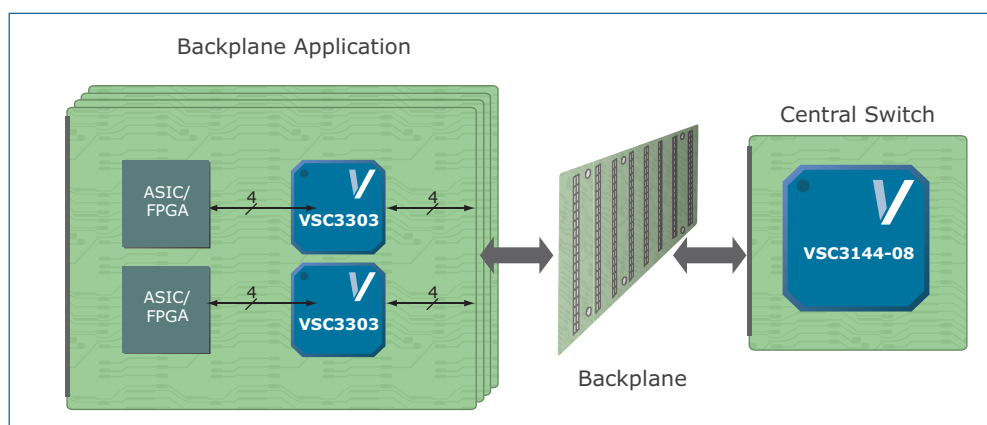 Backplane Application
Central Switch
ASIC/
FPGA
4
VSC3303
4
ASIC/
FPGA
4
VSC3303
4
VSC3144-08
Backplane